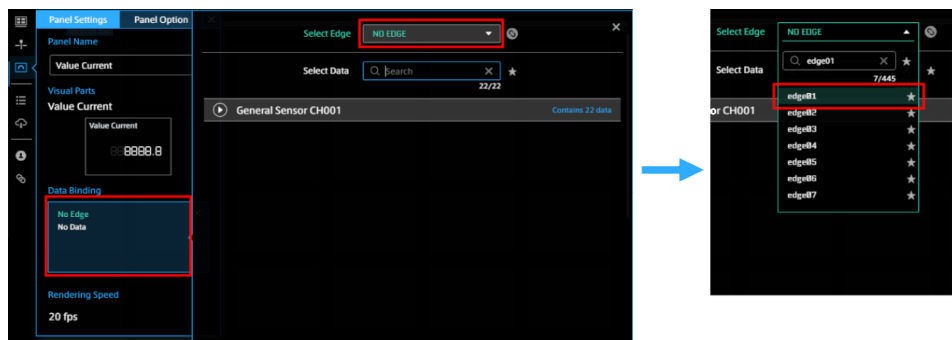 Panel Settings
Panel Option
Panel Name
Value Current
Visual Parts
Value Current
Value Current
8888.8
Data Binding
No Edge
No Data
Rendering Speed
20 fps
Select Edge
NO EDGE
Select Data
Search
22/22
General Sensor CH001
Contains 22 data
Select Edge
NO EDGE
Select Data
edge01
7/445
or CH001
edge01
edge02
edge03
edge04
edge05
edge06
edge07